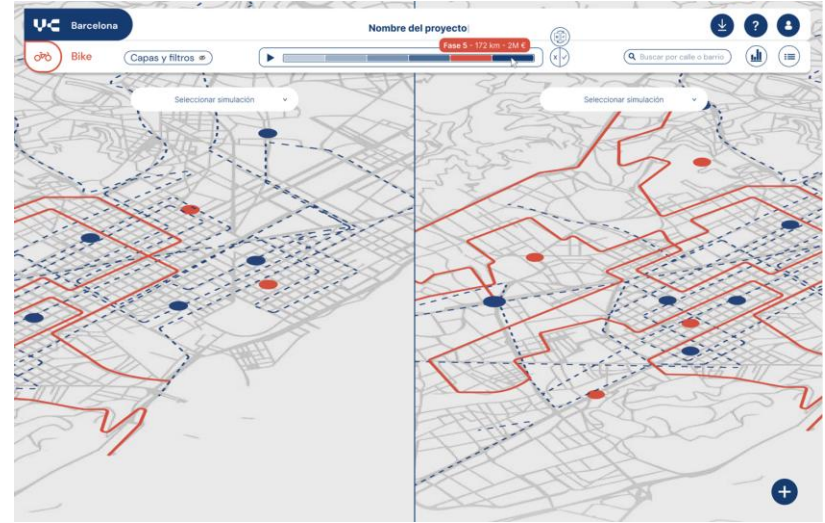 Barcelona
Nombre del proyecto
Bike
Capas y filtros
Fase 5 - 172 km - 2M €
Buscar por calle o barrio
Seleccionar simulación
Seleccionar simulación